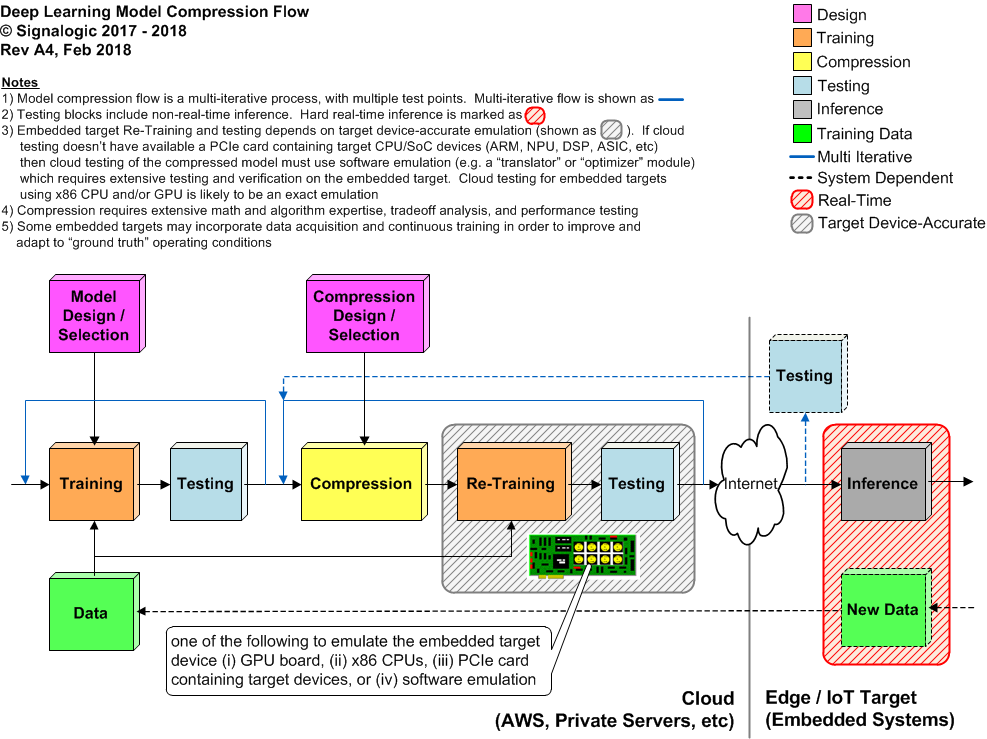 Deep Learning Model Compression Flow
© Signalogic 2017 - 2018
Rev A4, Feb 2018
Notes
1) Model compression flow is a multi-iterative process, with multiple test points. Multi-iterative flow is shown as
2) Testing blocks include non-real-time inference. Hard real-time inference is marked as
3) Embedded target Re-Training and testing depends on target device-accurate emulation (shown as ). If cloud
testing doesn't have available a PCIe card containing target CPU/SoC devices (ARM, NPU, DSP, ASIC, etc)
then cloud testing of the compressed model must use software emulation (e.g. a “translator” or “optimizer” module)
which requires extensive testing and verification on the embedded target. Cloud testing for embedded targets
using x86 CPU and/or GPU is likely to be an exact emulation
4) Compression requires extensive math and algorithm expertise, tradeoff analysis, and performance testing
5) Some embedded targets may incorporate data acquisition and continuous training in order to improve and
adapt to “ground truth” operating conditions
Design
Training
Compression
Testing
Inference
Training Data
Multi Iterative
System Dependent
Real-Time
Target Device-Accurate
Model
Design /
Selection
Compression
Design /
Selection
Testing
Training
Testing
Compression
Re-Training
Testing
Internet
Inference
Data
New Data
one of the following to emulate the embedded target
device (i) GPU board, (ii) x86 CPUs, (iii) PCIe card
containing target devices, or (iv) software emulation
Cloud
(AWS, Private Servers, etc)
Edge / IoT Target
(Embedded Systems)